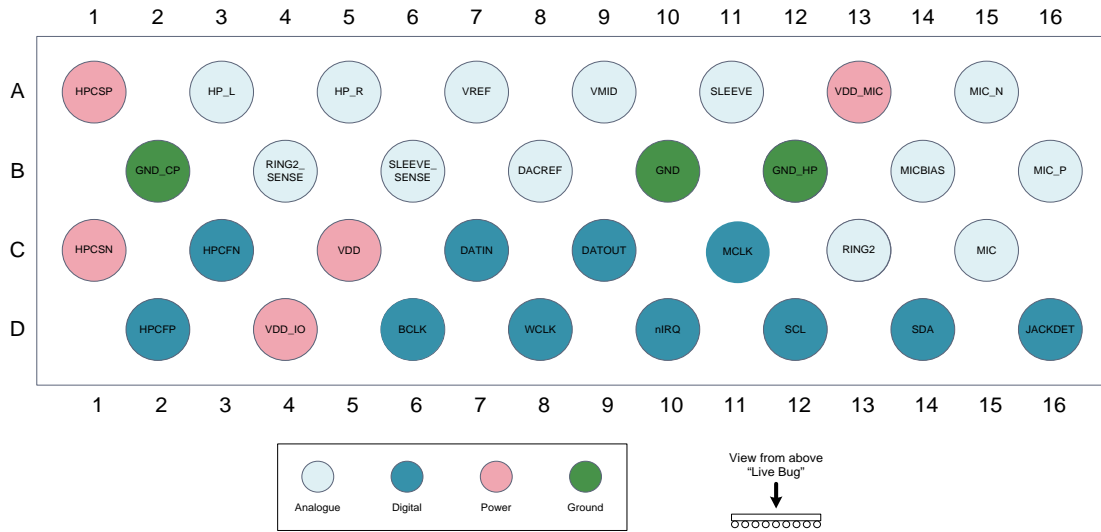 1 2 3 4 5 6 7 8 9 10 11 12 13 14 15 16
A
HPCSP HP_L HP_R VREF VMID SLEEVE VDD_MIC MIC_N
B
GND_CP RING2_ SLEEVE_ DACREF GND GND_HP MICBIAS MIC_P
SENSE SENSE
C
HPCSN HPCFN VDD DATIN DATOUT MCLK RING2 MIC
D
HPCFP VDD_IO BCLK WCLK nIRQ SCL SDA JACKDET
1 2 3 4 5 6 7 8 9 10 11 12 13 14 15 16
Analogue Digital Power Ground
View from above
“Live Bug”